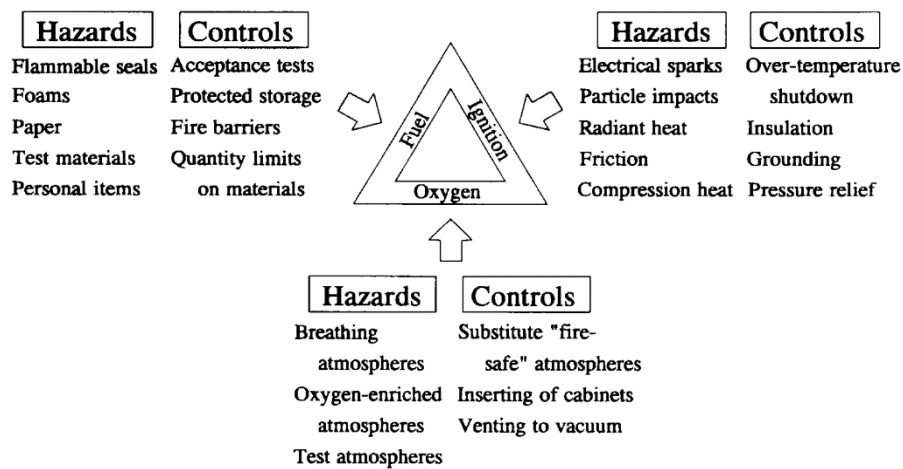 Hazards
Controls
Flammable seals
Foams
Paper
Test materials
Personal items
Acceptance tests
Protected storage
Fire barriers
Quantity limits
on materials
Fuel
Ignition
Oxygen
Hazards
Controls
Electrical sparks
Particle impacts
Radiant heat
Friction
Compression heat
Over-temperature
shutdown
Insulation
Grounding
Pressure relief
Hazards
Controls
Breathing
atmospheres
Oxygen-enriched
atmospheres
Test atmospheres
Substitute "fire-
safe" atmospheres
Inserting of cabinets
Venting to vacuum